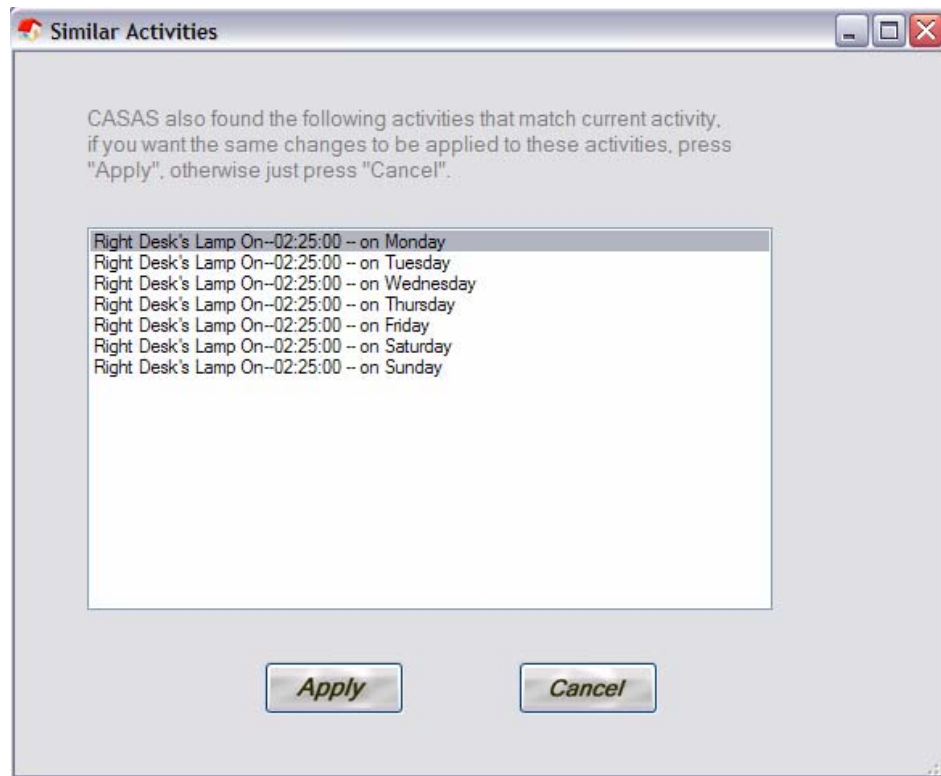 Similar Activities
CASAS also found the following activities that match current activity,
if you want the same changes to be applied to these activities, press
"Apply", otherwise just press "Cancel".
Right Desk's Lamp On--02:25:00 -- on Monday
Right Desk's Lamp On--02:25:00 -- on Tuesday
Right Desk's Lamp On--02:25:00 -- on Wednesday
Right Desk's Lamp On--02:25:00 -- on Thursday
Right Desk's Lamp On--02:25:00 -- on Friday
Right Desk's Lamp On--02:25:00 -- on Saturday
Right Desk's Lamp On--02:25:00 -- on Sunday
Apply
Cancel